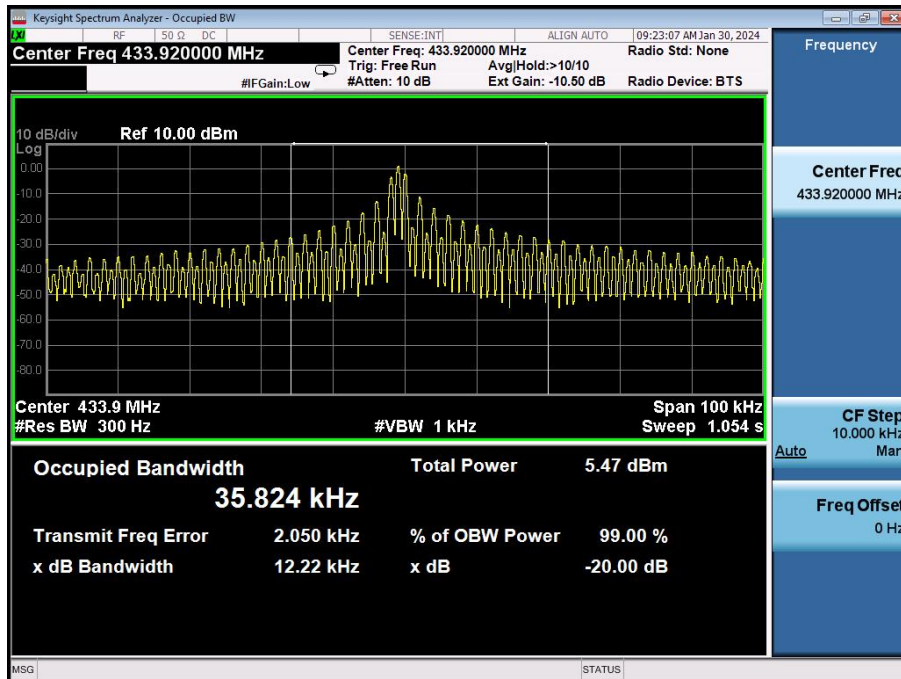 Keysight Spectrum Analyzer - Occupied BW
LXI RF 50 Ω DC SENSE:INT ALIGN AUTO 09:23:07 AM Jan 30, 2024
Center Freq 433.920000 MHz
Center Freq: 433.920000 MHz Radio Std: None
Trig: Free Run Avg|Hold:>10/10
#IFGain:Low #Atten: 10 dB Ext Gain: -10.50 dB Radio Device: BTS
10 dB/div Ref 10.00 dBm
Log
0.00
-10.0
-20.0
-30.0
-40.0
-50.0
-60.0
-70.0
-80.0
Center 433.9 MHz Span 100 kHz
#Res BW 300 Hz #VBW 1 kHz Sweep 1.054 s
Occupied Bandwidth Total Power 5.47 dBm
35.824 kHz
Transmit Freq Error 2.050 kHz % of OBW Power 99.00 %
x dB Bandwidth 12.22 kHz x dB -20.00 dB
Frequency
Center Freq
433.920000 MHz
CF Step
10.000 kHz
Auto Man
Freq Offset
0 Hz
MSG STATUS